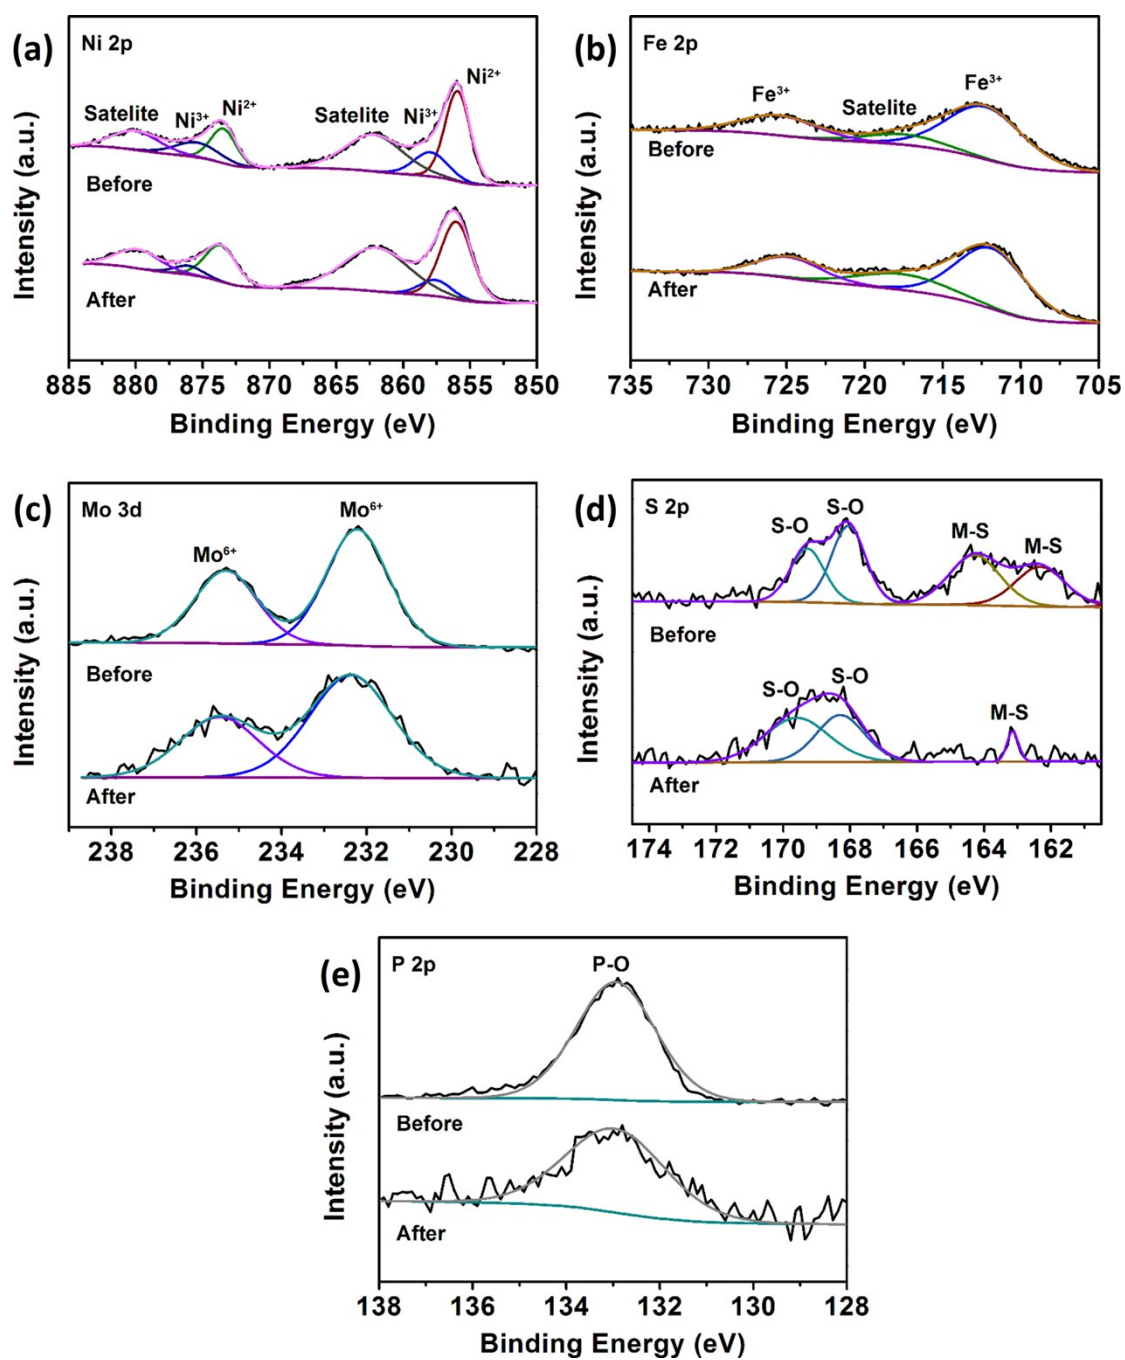 (a)
Ni 2p
Satelite
Ni³⁺
Ni²⁺
Satelite
Ni³⁺
Ni²⁺
Before
After
Intensity (a.u.)
885 880 875 870 865 860 855 850
Binding Energy (eV)
(b)
Fe 2p
Fe³⁺
Satelite
Fe³⁺
Before
After
Intensity (a.u.)
735 730 725 720 715 710 705
Binding Energy (eV)
(c)
Mo 3d
Mo⁶⁺
Mo⁶⁺
Before
After
Intensity (a.u.)
238 236 234 232 230 228
Binding Energy (eV)
(d)
S 2p
S-O
S-O
M-S
M-S
Before
S-O
S-O
M-S
After
Intensity (a.u.)
174 172 170 168 166 164 162
Binding Energy (eV)
(e)
P 2p
P-O
Before
After
Intensity (a.u.)
138 136 134 132 130 128
Binding Energy (eV)